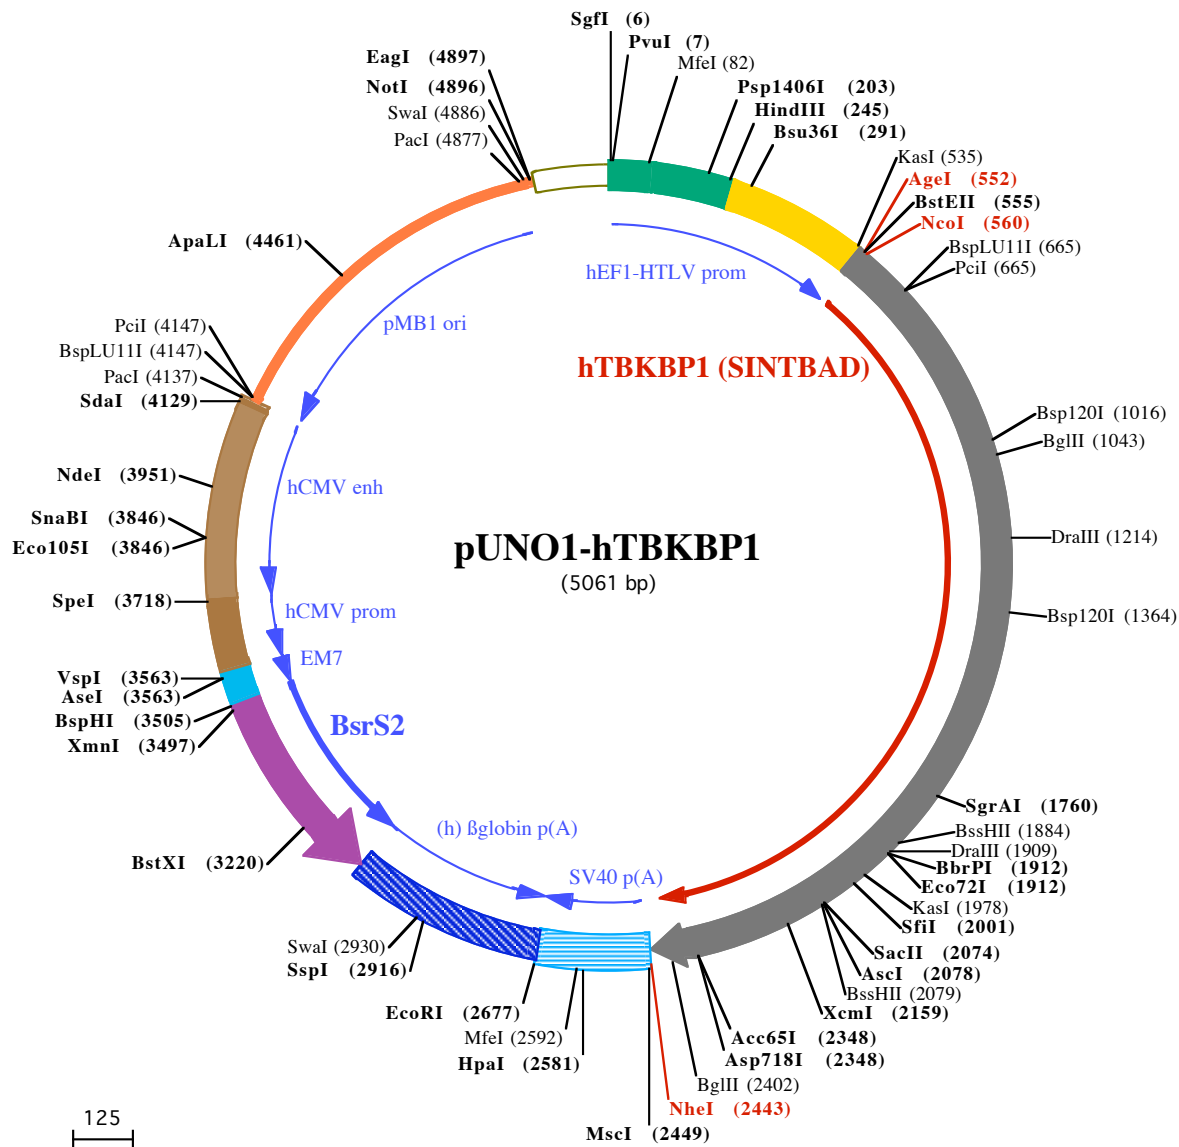 SgfI (6)
PvuI (7)
MfeI (82)
Psp1406I (203)
HindIII (245)
Bsu36I (291)
KasI (535)
AgeI (552)
BstEII (555)
NcoI (560)
BspLU11I (665)
PciI (665)
Bsp120I (1016)
BglII (1043)
DraIII (1214)
Bsp120I (1364)
SgrAI (1760)
BssHII (1884)
DraIII (1909)
BbrPI (1912)
Eco72I (1912)
KasI (1978)
SfiI (2001)
SacII (2074)
AscI (2078)
BssHII (2079)
XcmI (2159)
Acc65I (2348)
Asp718I (2348)
BglII (2402)
NheI (2443)
MscI (2449)
HpaI (2581)
MfeI (2592)
EcoRI (2677)
SspI (2916)
SwaI (2930)
BstXI (3220)
XmnI (3497)
BspHI (3505)
AseI (3563)
VspI (3563)
SpeI (3718)
Eco105I (3846)
SnaBI (3846)
NdeI (3951)
SdaI (4129)
PacI (4137)
BspLU11I (4147)
PciI (4147)
ApaLI (4461)
PacI (4877)
SwaI (4886)
NotI (4896)
EagI (4897)
hEF1-HTLV prom
hTBKBP1 (SINTBAD)
pMB1 ori
hCMV enh
hCMV prom
EM7
BsrS2
(h) ßglobin p(A)
SV40 p(A)
pUNO1-hTBKBP1
(5061 bp)
125